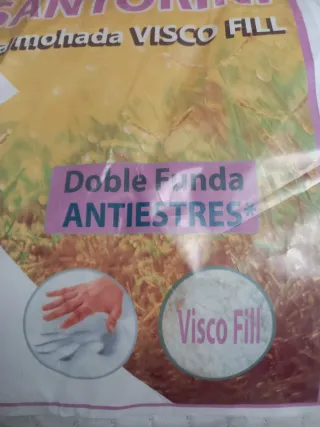 SANTORINI
almohada VISCO FILL
Doble Funda
ANTIESTRES*
Visco Fill